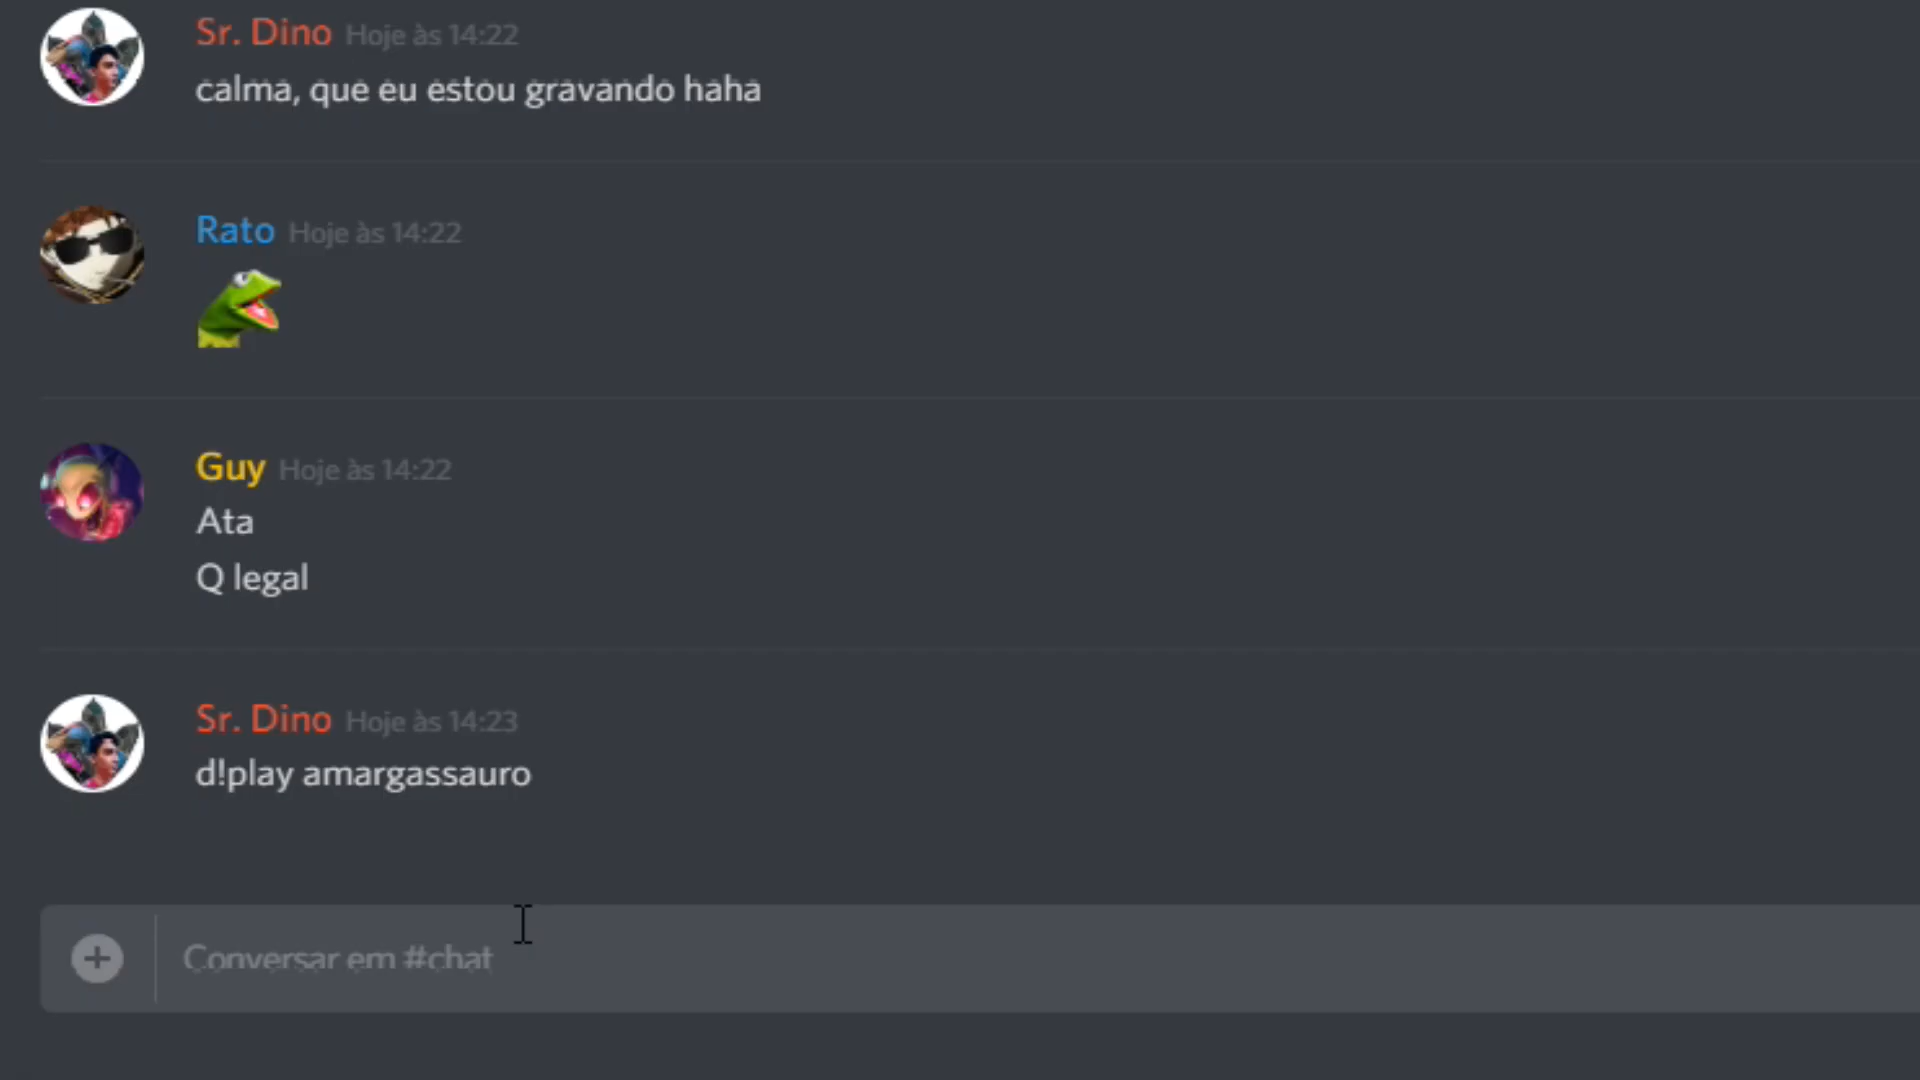 Sr. Dino Hoje às 14:22
calma, que eu estou gravando haha
Rato Hoje às 14:22
Guy Hoje às 14:22
Ata
Q legal
Sr. Dino Hoje às 14:23
d!play amargassauro
Conversar em #chat